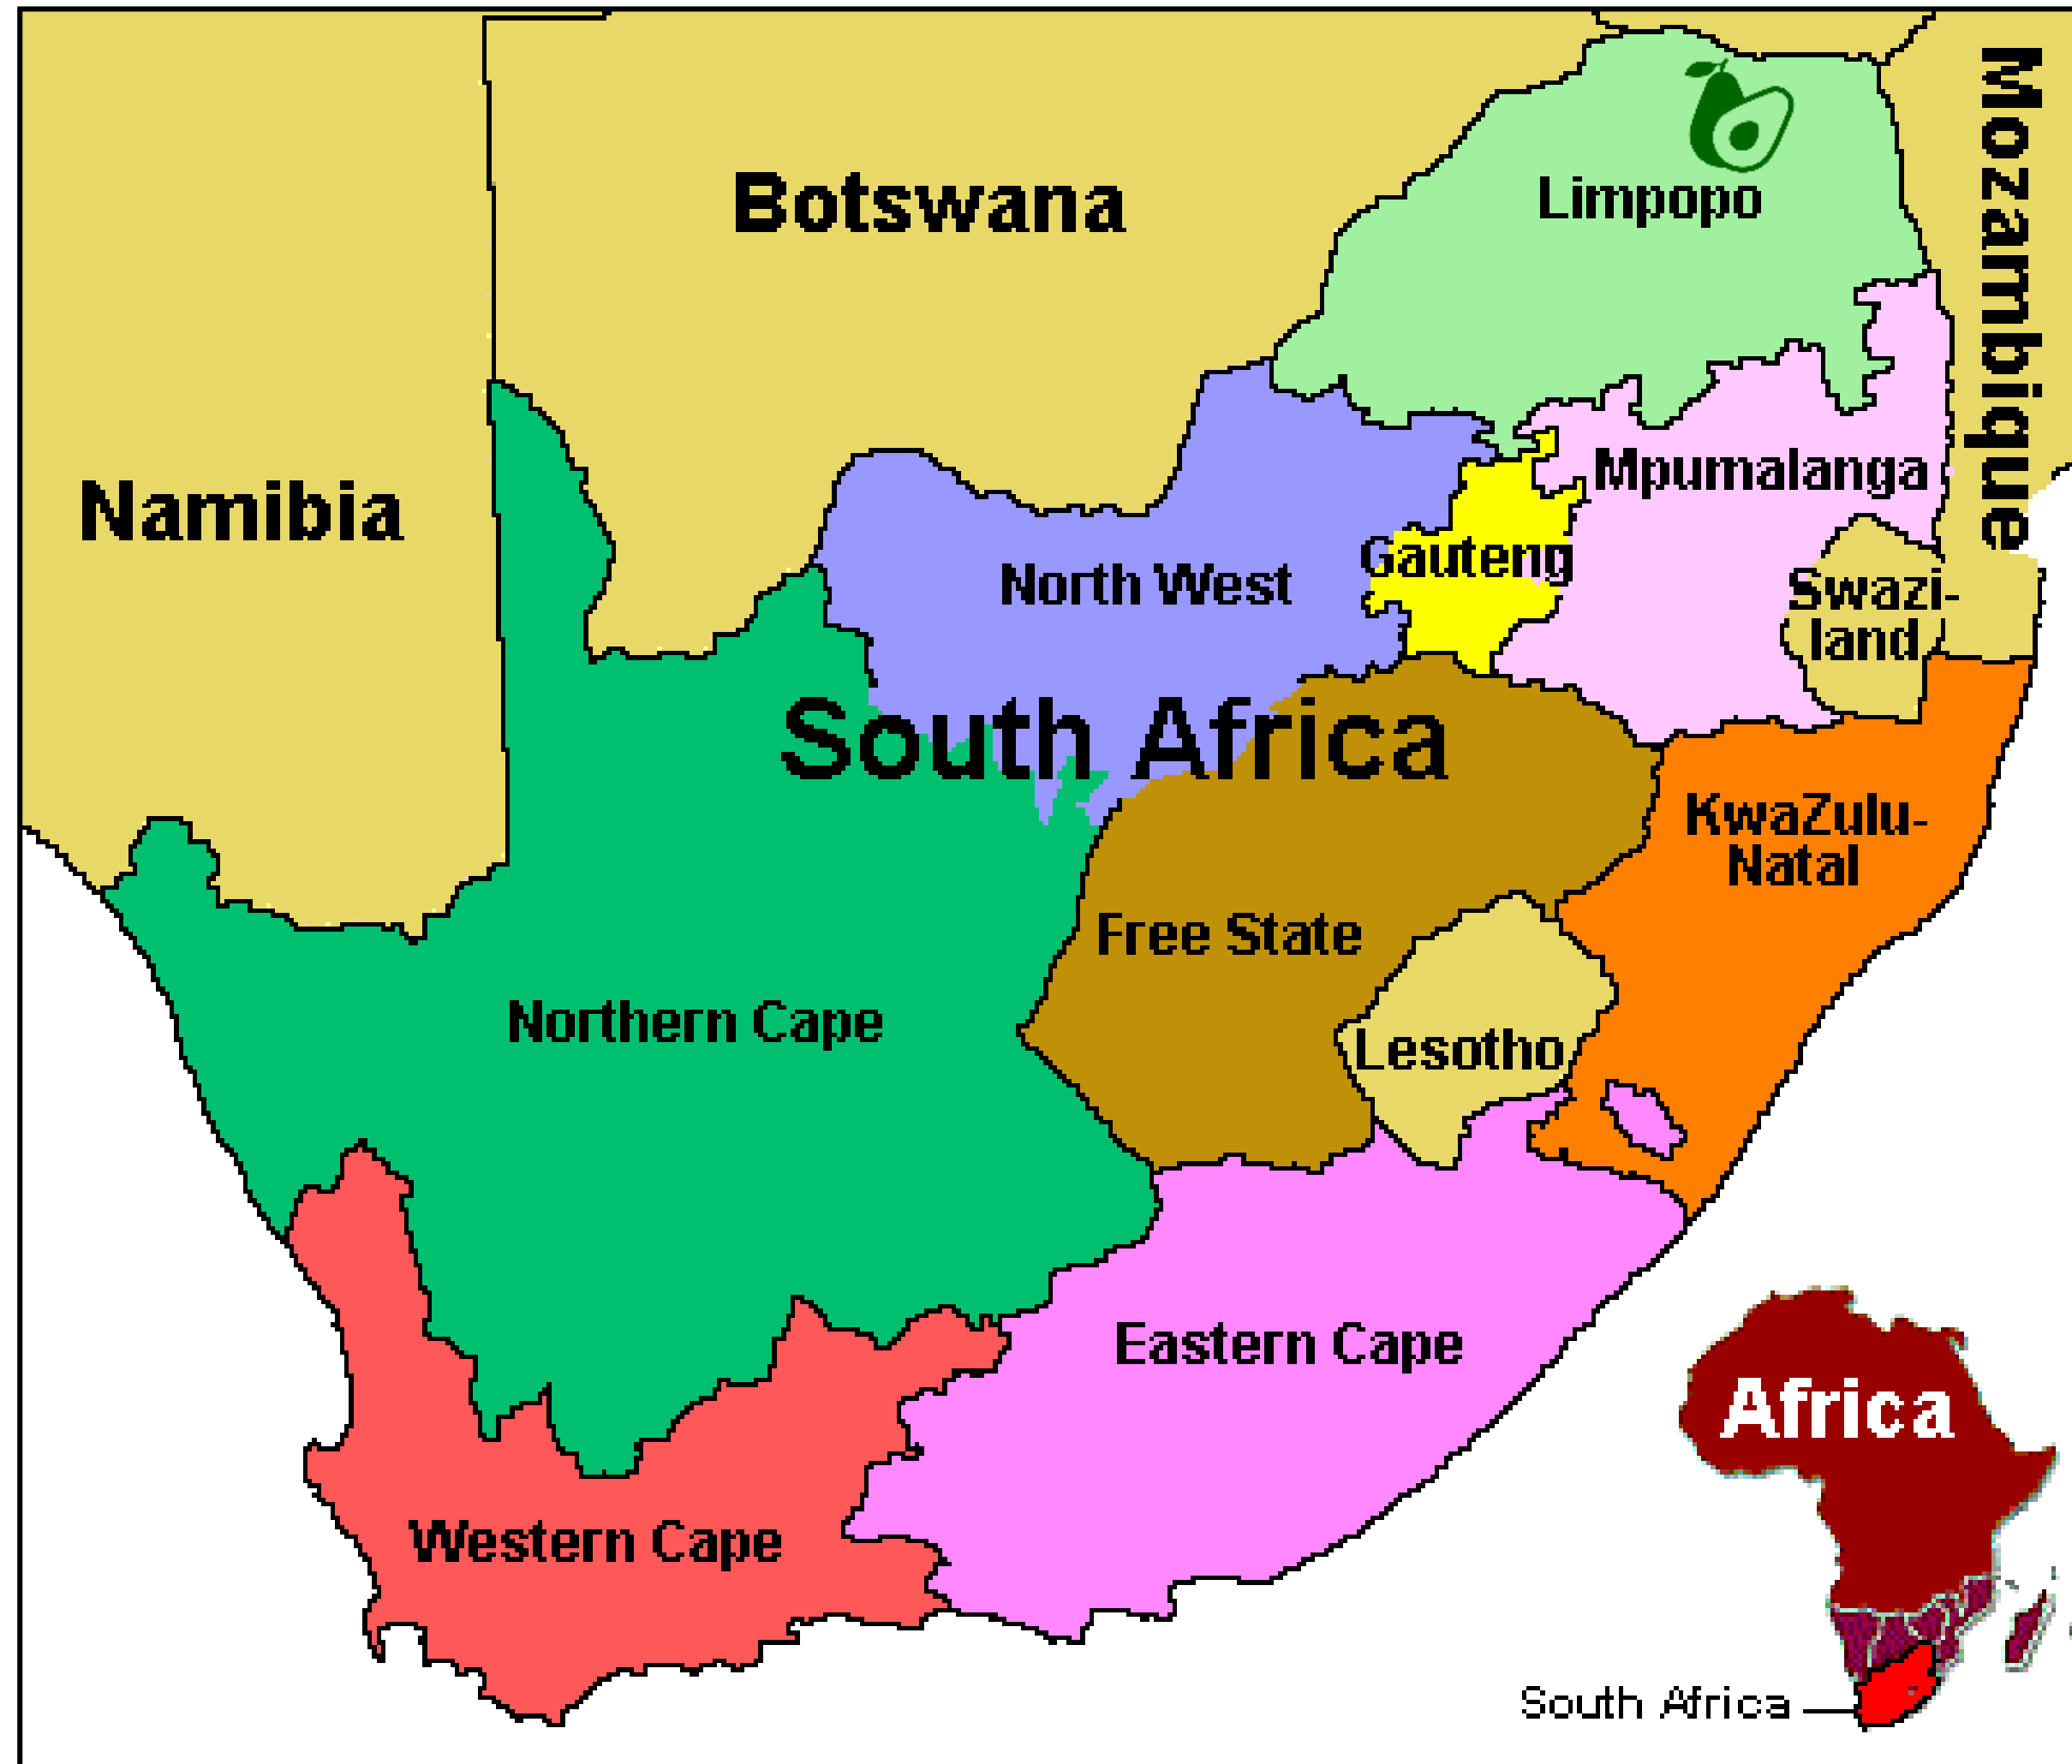 Mozambique
Botswana
Limpopo
Namibia
Mpumalanga
North West
Gauteng
Swazi-
land
South Africa
KwaZulu-
Natal
Free State
Northern Cape
Lesotho
Eastern Cape
Africa
Western Cape
South Africa